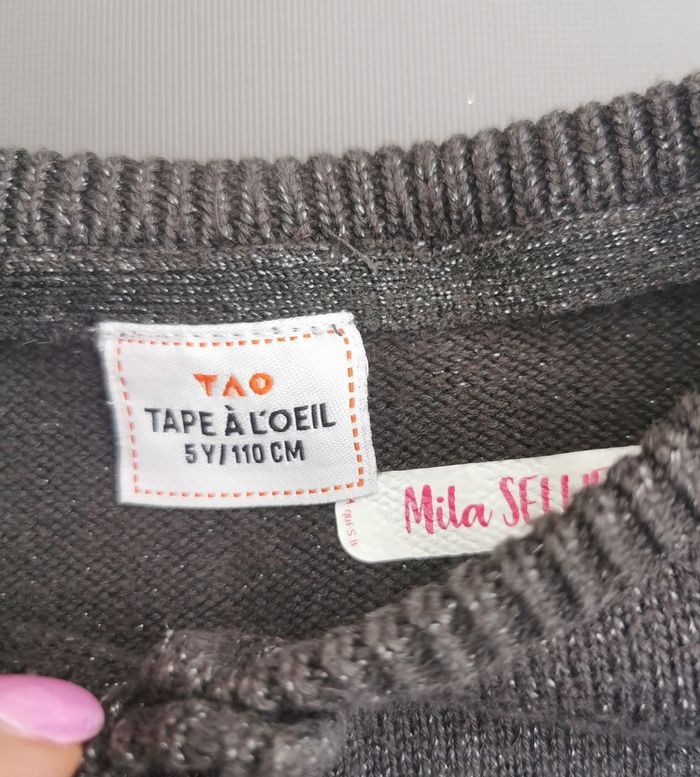 TAO
TAPE À L'OEIL
5 Y/110 CM
Mila